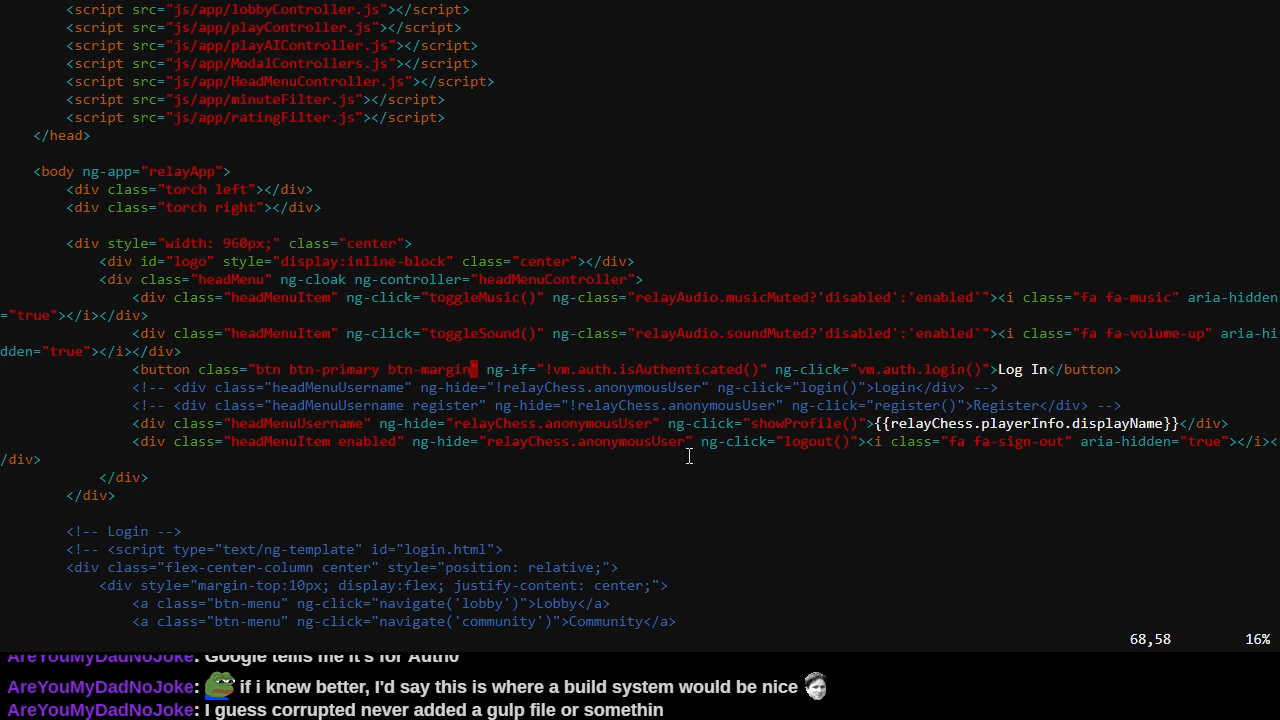 <script src="js/app/lobbyController.js"></script>
<script src="js/app/playController.js"></script>
<script src="js/app/playAIController.js"></script>
<script src="js/app/ModalControllers.js"></script>
<script src="js/app/HeadMenuController.js"></script>
<script src="js/app/minuteFilter.js"></script>
<script src="js/app/ratingFilter.js"></script>
</head>
<body ng-app="relayApp">
<div class="torch left"></div>
<div class="torch right"></div>
<div style="width: 960px;" class="center">
<div id="logo" style="display:inline-block" class="center"></div>
<div class="headMenu" ng-cloak ng-controller="headMenuController">
<div class="headMenuItem" ng-click="toggleMusic()" ng-class="relayAudio.musicMuted?'disabled':'enabled'"><i class="fa fa-music" aria-hidden
="true"></i></div>
<div class="headMenuItem" ng-click="toggleSound()" ng-class="relayAudio.soundMuted?'disabled':'enabled'"><i class="fa fa-volume-up" aria-hi
dden="true"></i></div>
<button class="btn btn-primary btn-margin" ng-if="!vm.auth.isAuthenticated()" ng-click="vm.auth.login()">Log In</button>
<!-- <div class="headMenuUsername" ng-hide="!relayChess.anonymousUser" ng-click="login()">Login</div> -->
<!-- <div class="headMenuUsername register" ng-hide="!relayChess.anonymousUser" ng-click="register()">Register</div> -->
<div class="headMenuUsername" ng-hide="relayChess.anonymousUser" ng-click="showProfile()">{{relayChess.playerInfo.displayName}}</div>
<div class="headMenuItem enabled" ng-hide="relayChess.anonymousUser" ng-click="logout()"><i class="fa fa-sign-out" aria-hidden="true"></i><
/div>
</div>
</div>
<!-- Login -->
<!-- <script type="text/ng-template" id="login.html">
<div class="flex-center-column center" style="position: relative;">
<div style="margin-top:10px; display:flex; justify-content: center;">
<a class="btn-menu" ng-click="navigate('lobby')">Lobby</a>
<a class="btn-menu" ng-click="navigate('community')">Community</a>
68,58 16%
AreYouMyDadNoJoke: Google tells me it's for Auth0
AreYouMyDadNoJoke: if i knew better, I'd say this is where a build system would be nice
AreYouMyDadNoJoke: I guess corrupted never added a gulp file or somethin